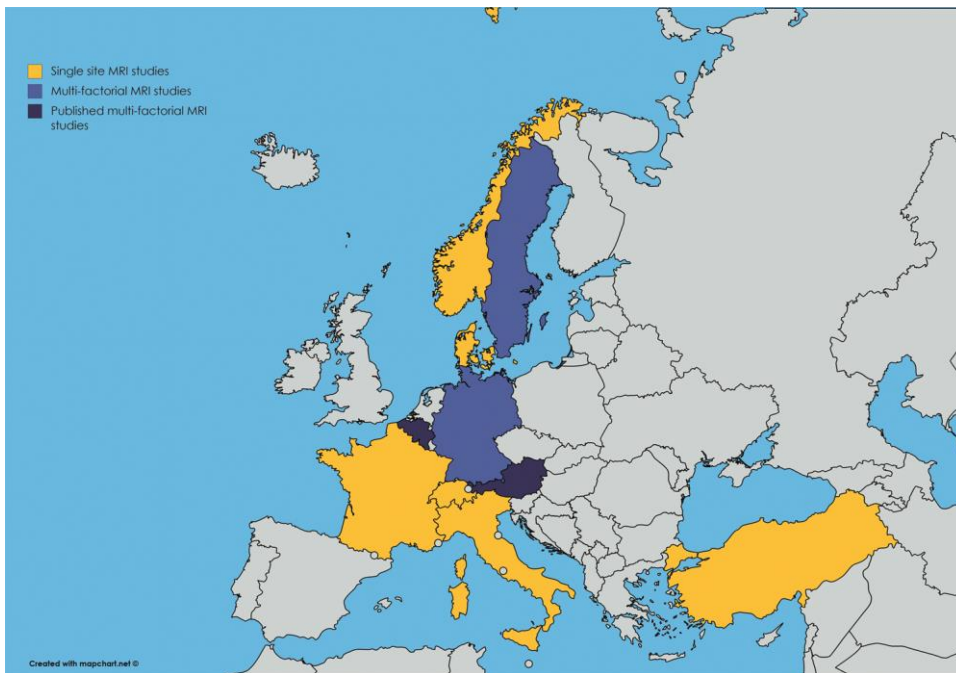 Single site MRI studies
Multi-factorial MRI studies
Published multi-factorial MRI
studies
Created with mapchart.net ©